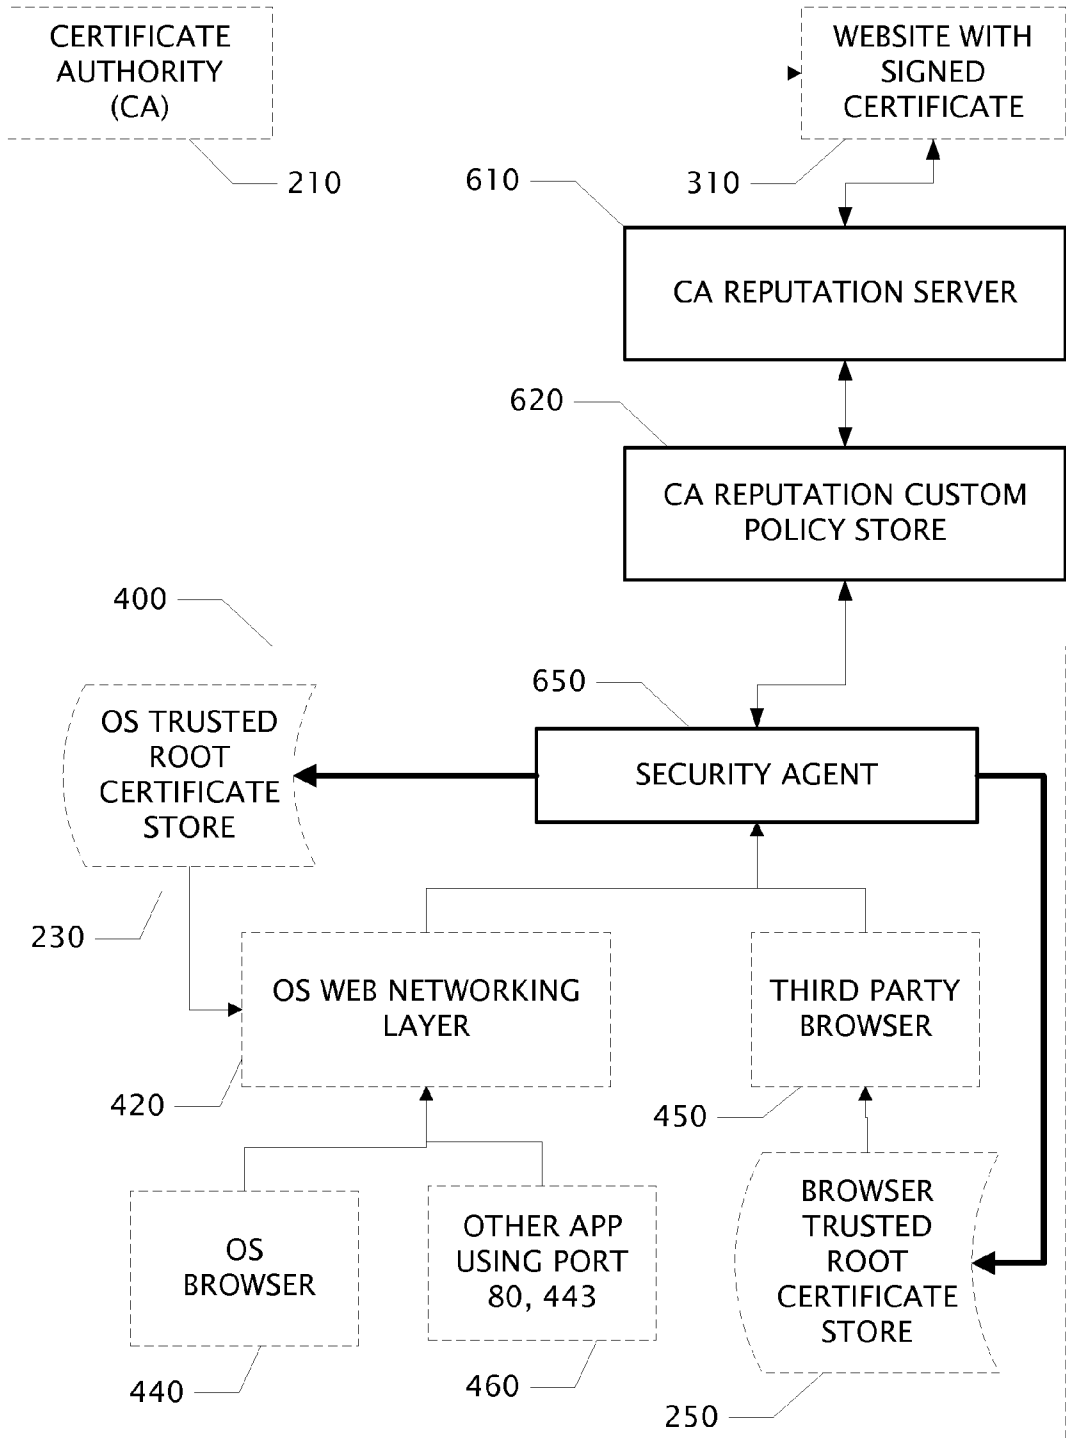 CERTIFICATE
AUTHORITY
(CA)
WEBSITE WITH
SIGNED
CERTIFICATE
210
610
310
CA REPUTATION SERVER
620
CA REPUTATION CUSTOM
POLICY STORE
400
650
OS TRUSTED
ROOT
CERTIFICATE
STORE
SECURITY AGENT
230
OS WEB NETWORKING
LAYER
THIRD PARTY
BROWSER
420
450
OS
BROWSER
OTHER APP
USING PORT
80, 443
BROWSER
TRUSTED
ROOT
CERTIFICATE
STORE
440
460
250